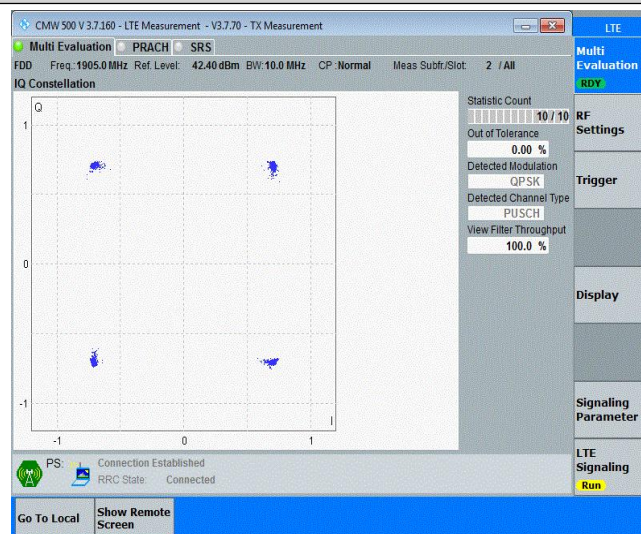 CMW 500 V 3.7.160 - LTE Measurement - V3.7.70 - TX Measurement
LTE
Multi Evaluation PRACH SRS
FDD Freq.:1905.0 MHz Ref. Level: 42.40 dBm BW:10.0 MHz CP :Normal Meas Subfr./Slot: 2 / All
IQ Constellation
Q
1
0
-1
-1 0 1
I
Statistic Count
10 / 10
Out of Tolerance
0.00 %
Detected Modulation
QPSK
Detected Channel Type
PUSCH
View Filter Throughput
100.0 %
Multi
Evaluation
RDY
RF
Settings
Trigger
Display
Signaling
Parameter
LTE
Signaling
Run
PS: Connection Established
RRC State: Connected
Go To Local
Show Remote
Screen